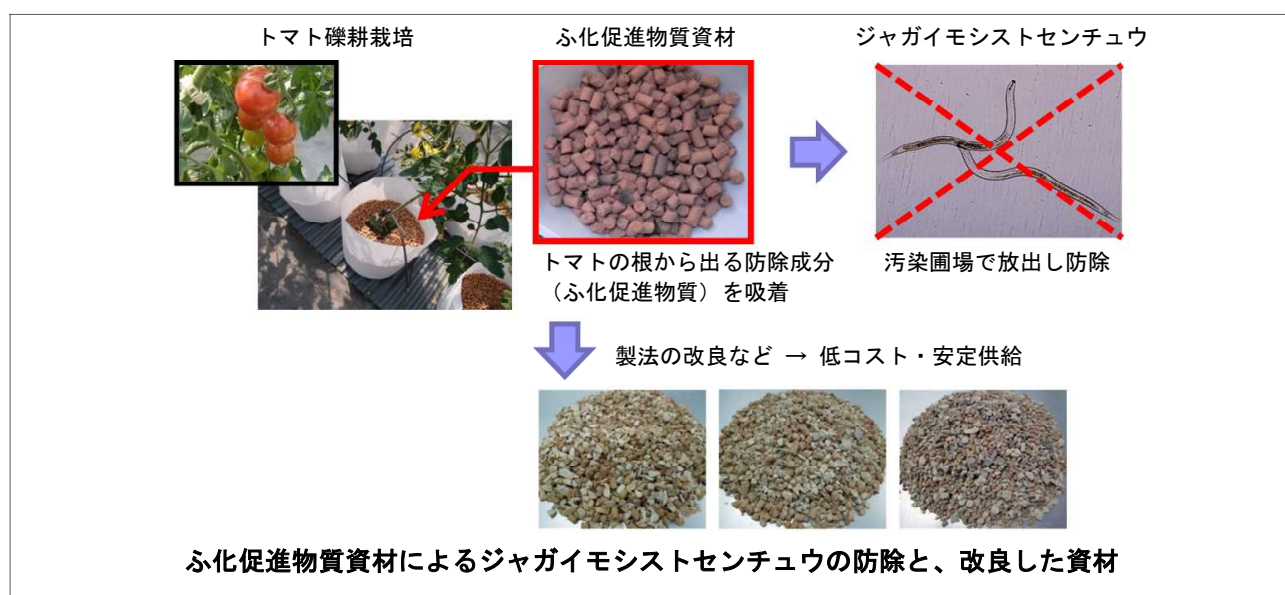 トマト礫耕栽培
ふ化促進物質資材
ジャガイモシストセンチュウ
トマトの根から出る防除成分
（ふ化促進物質）を吸着
汚染圃場で放出し防除
製法の改良など → 低コスト・安定供給
ふ化促進物質資材によるジャガイモシストセンチュウの防除と、改良した資材